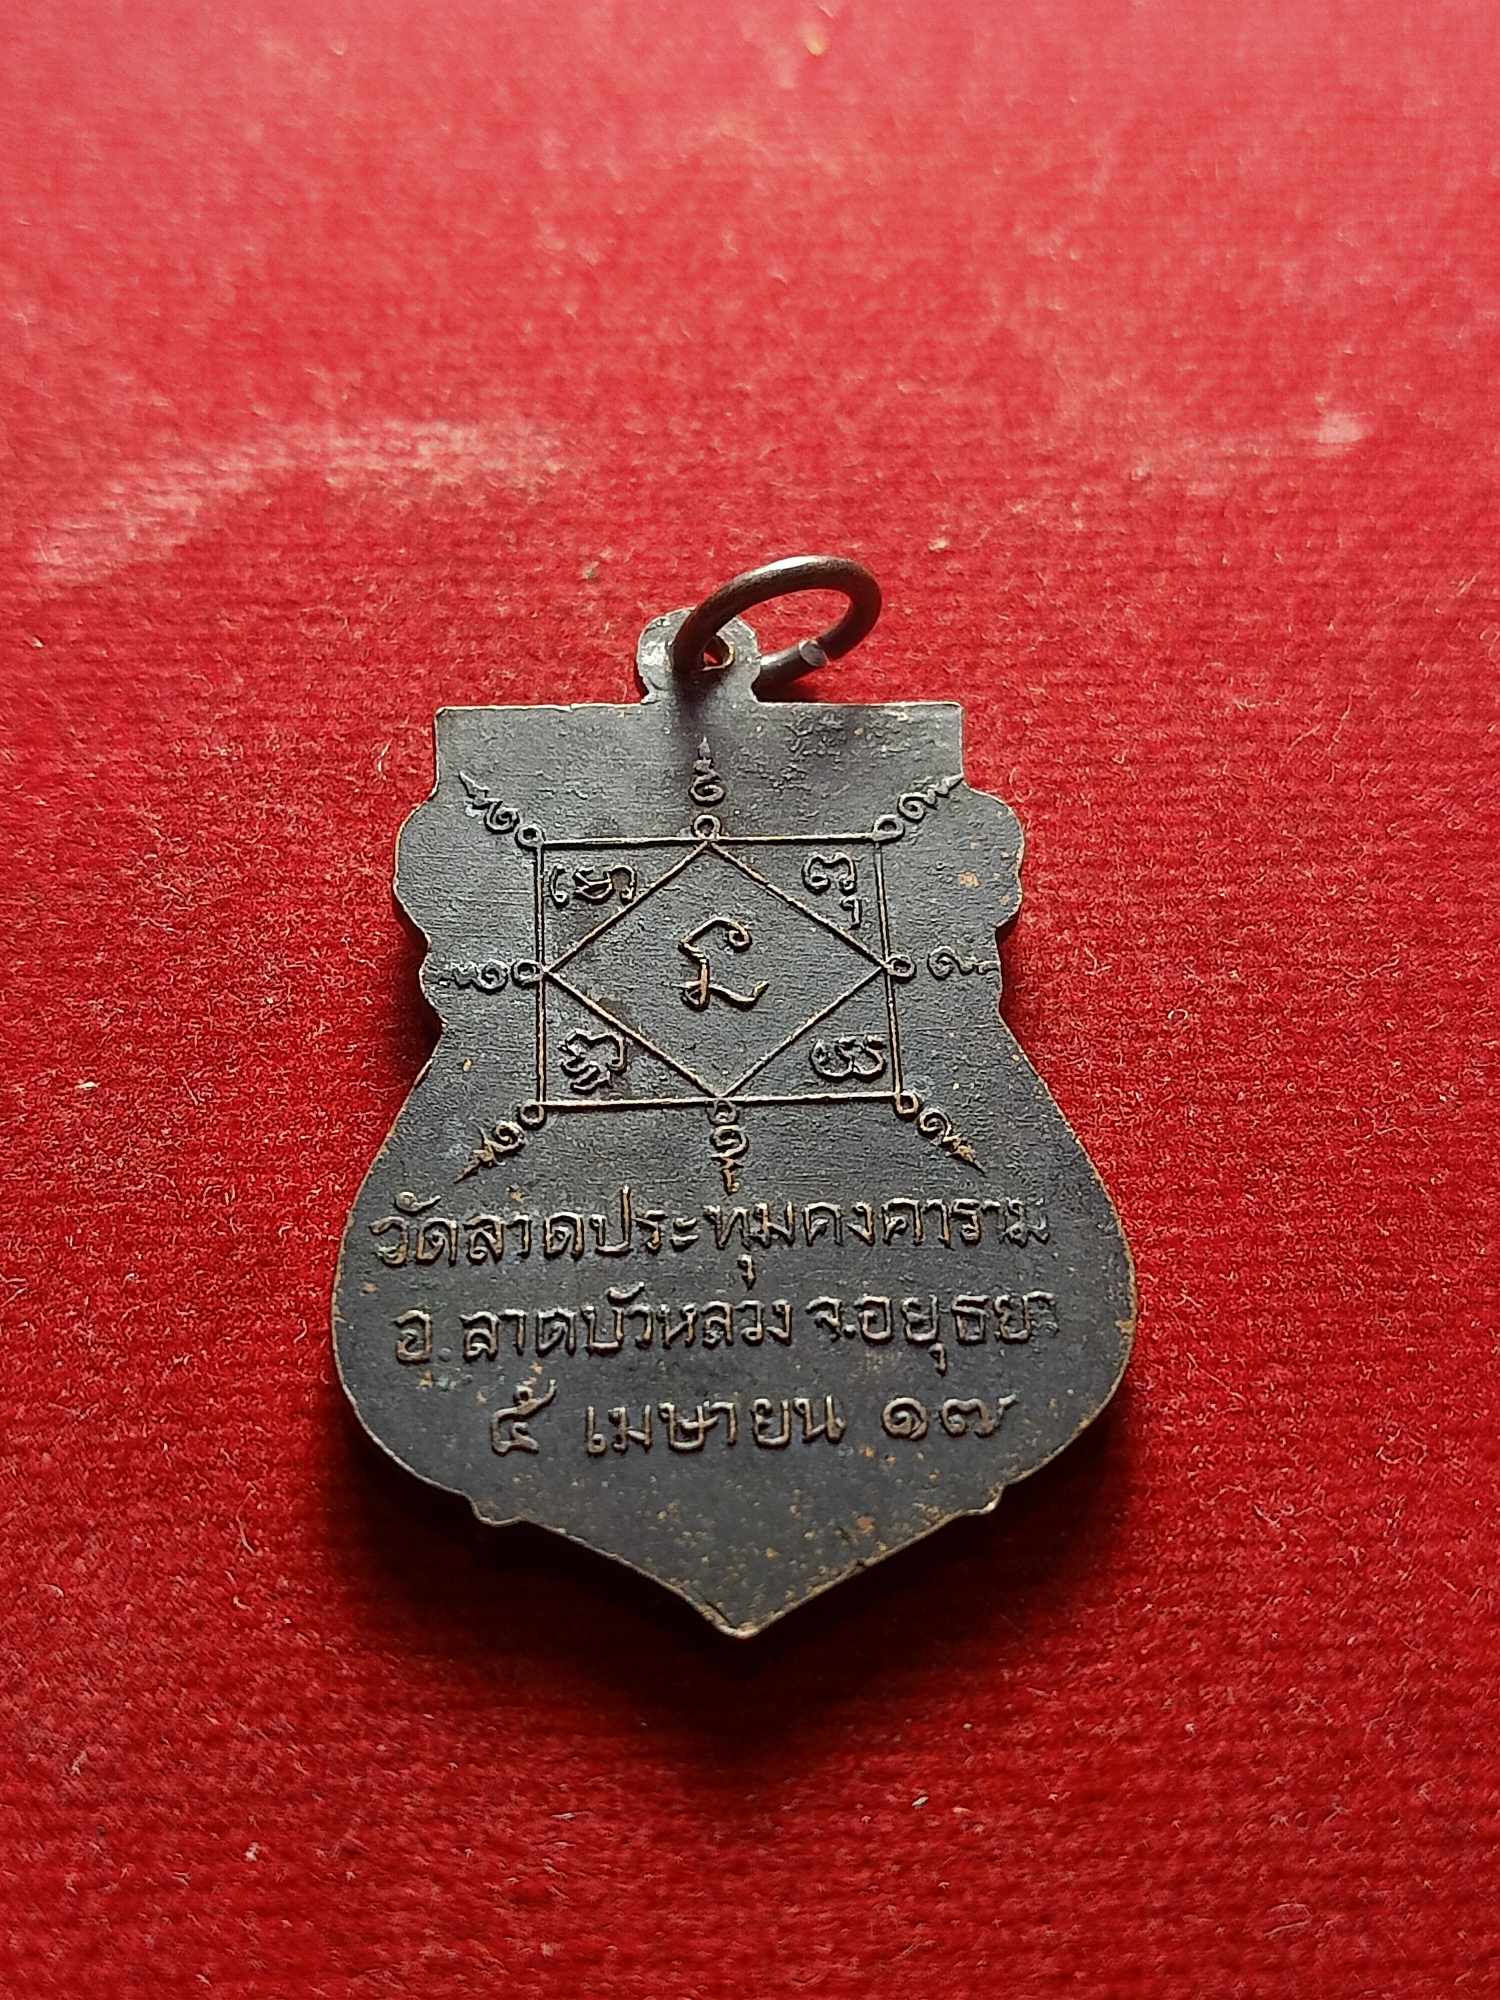 วัดลาดประทุมคงคาราม
อ.ลาดบัวหลวง จ.อยุธยา
๕ เมษายน ๑๗